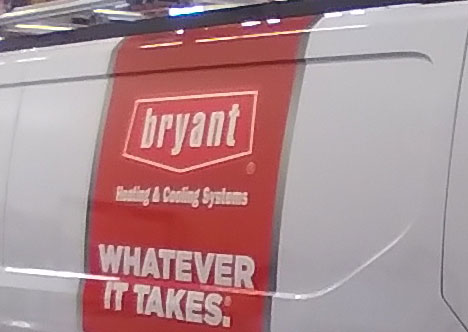 bryant
®
Heating & Cooling Systems
WHATEVER
IT TAKES.®